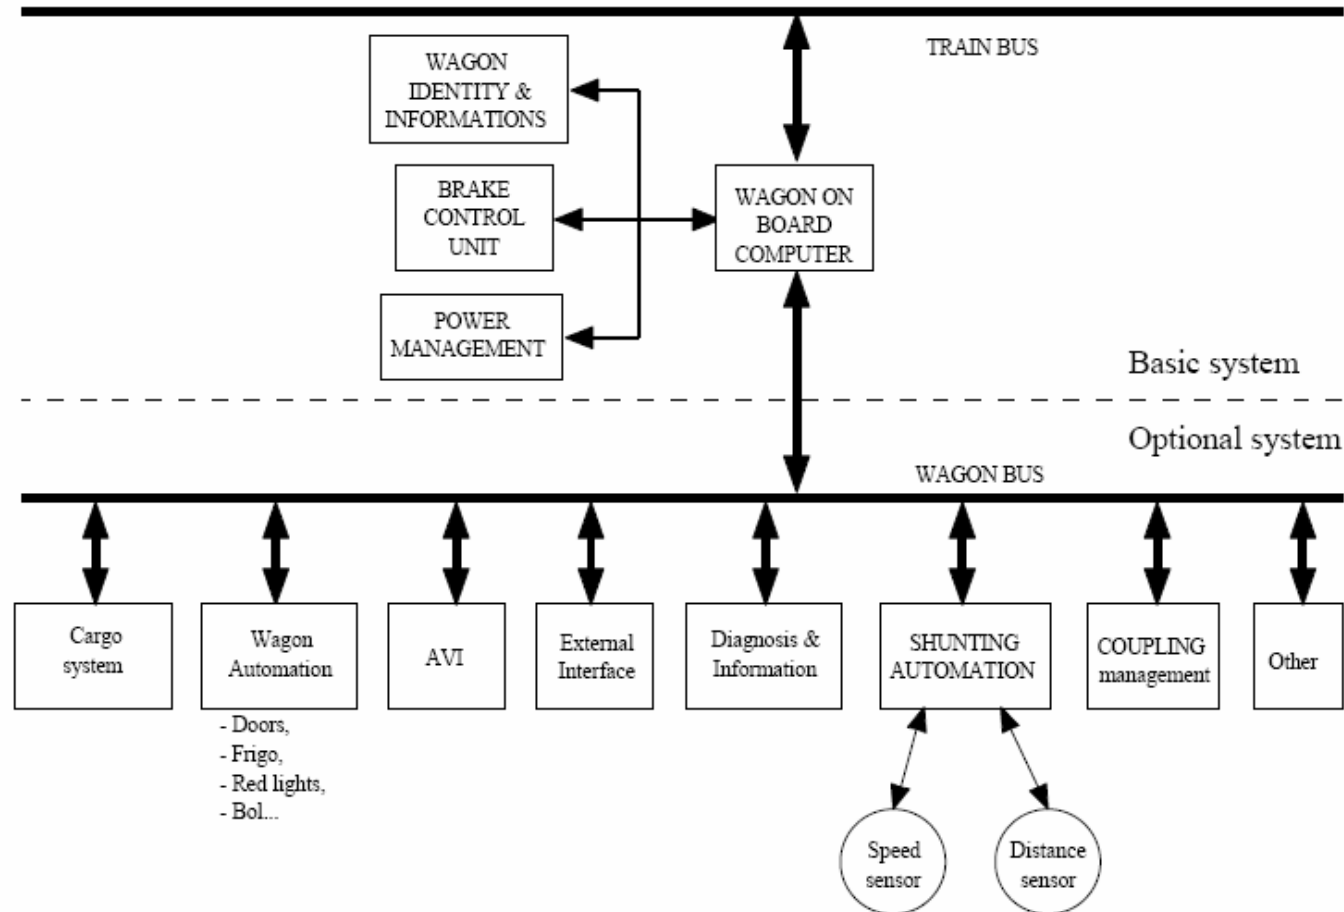 TRAIN BUS
WAGON
IDENTITY &
INFORMATIONS
BRAKE
CONTROL
UNIT
WAGON ON
BOARD
COMPUTER
POWER
MANAGEMENT
Basic system
Optional system
WAGON BUS
Cargo
system
Wagon
Automation
AVI
External
Interface
Diagnosis &
Information
SHUNTING
AUTOMATION
COUPLING
management
Other
- Doors,
- Frigo,
- Red lights,
- Bol...
Speed
sensor
Distance
sensor